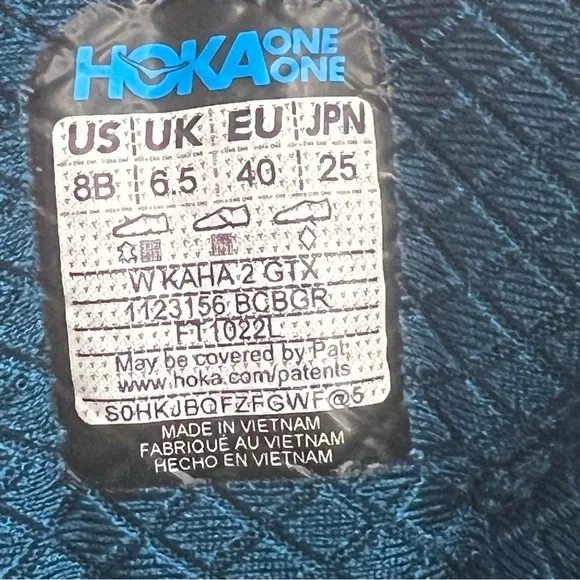 HOKA ONE ONE
US UK EU JPN
8B 6.5 40 25
W KAHA 2 GTX
1123156 BCBGR
FT1022L
May be covered by Pat.
www.hoka.com/patents
S0HKJBQFZFGWF@5
MADE IN VIETNAM
FABRIQUÉ AU VIETNAM
HECHO EN VIETNAM